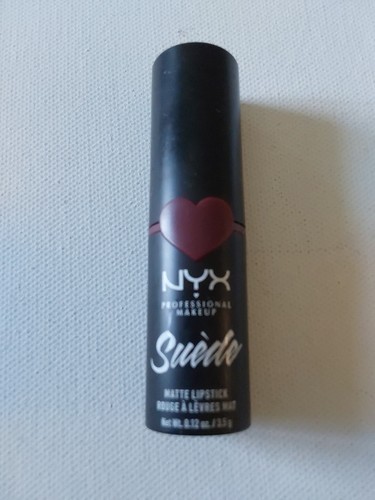 NYX
PROFESSIONAL
MAKEUP
Suède
MATTE LIPSTICK
ROUGE À LÈVRES MAT
Net Wt. 0.12 oz. / 3.5 g